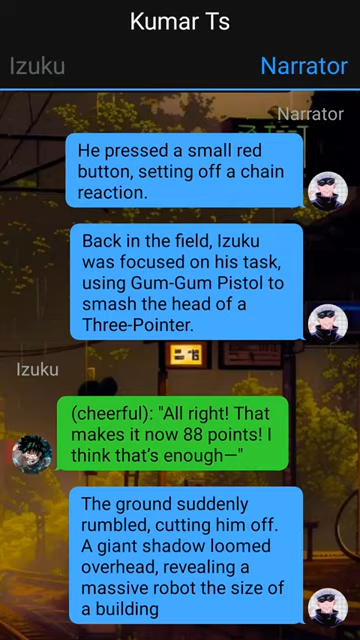 Kumar Ts
Izuku
Narrator
Narrator
He pressed a small red
button, setting off a chain
reaction.
Back in the field, Izuku
was focused on his task,
using Gum-Gum Pistol to
smash the head of a
Three-Pointer.
Izuku
(cheerful): "All right! That
makes it now 88 points! I
think that's enough—"
The ground suddenly
rumbled, cutting him off.
A giant shadow loomed
overhead, revealing a
massive robot the size of
a building